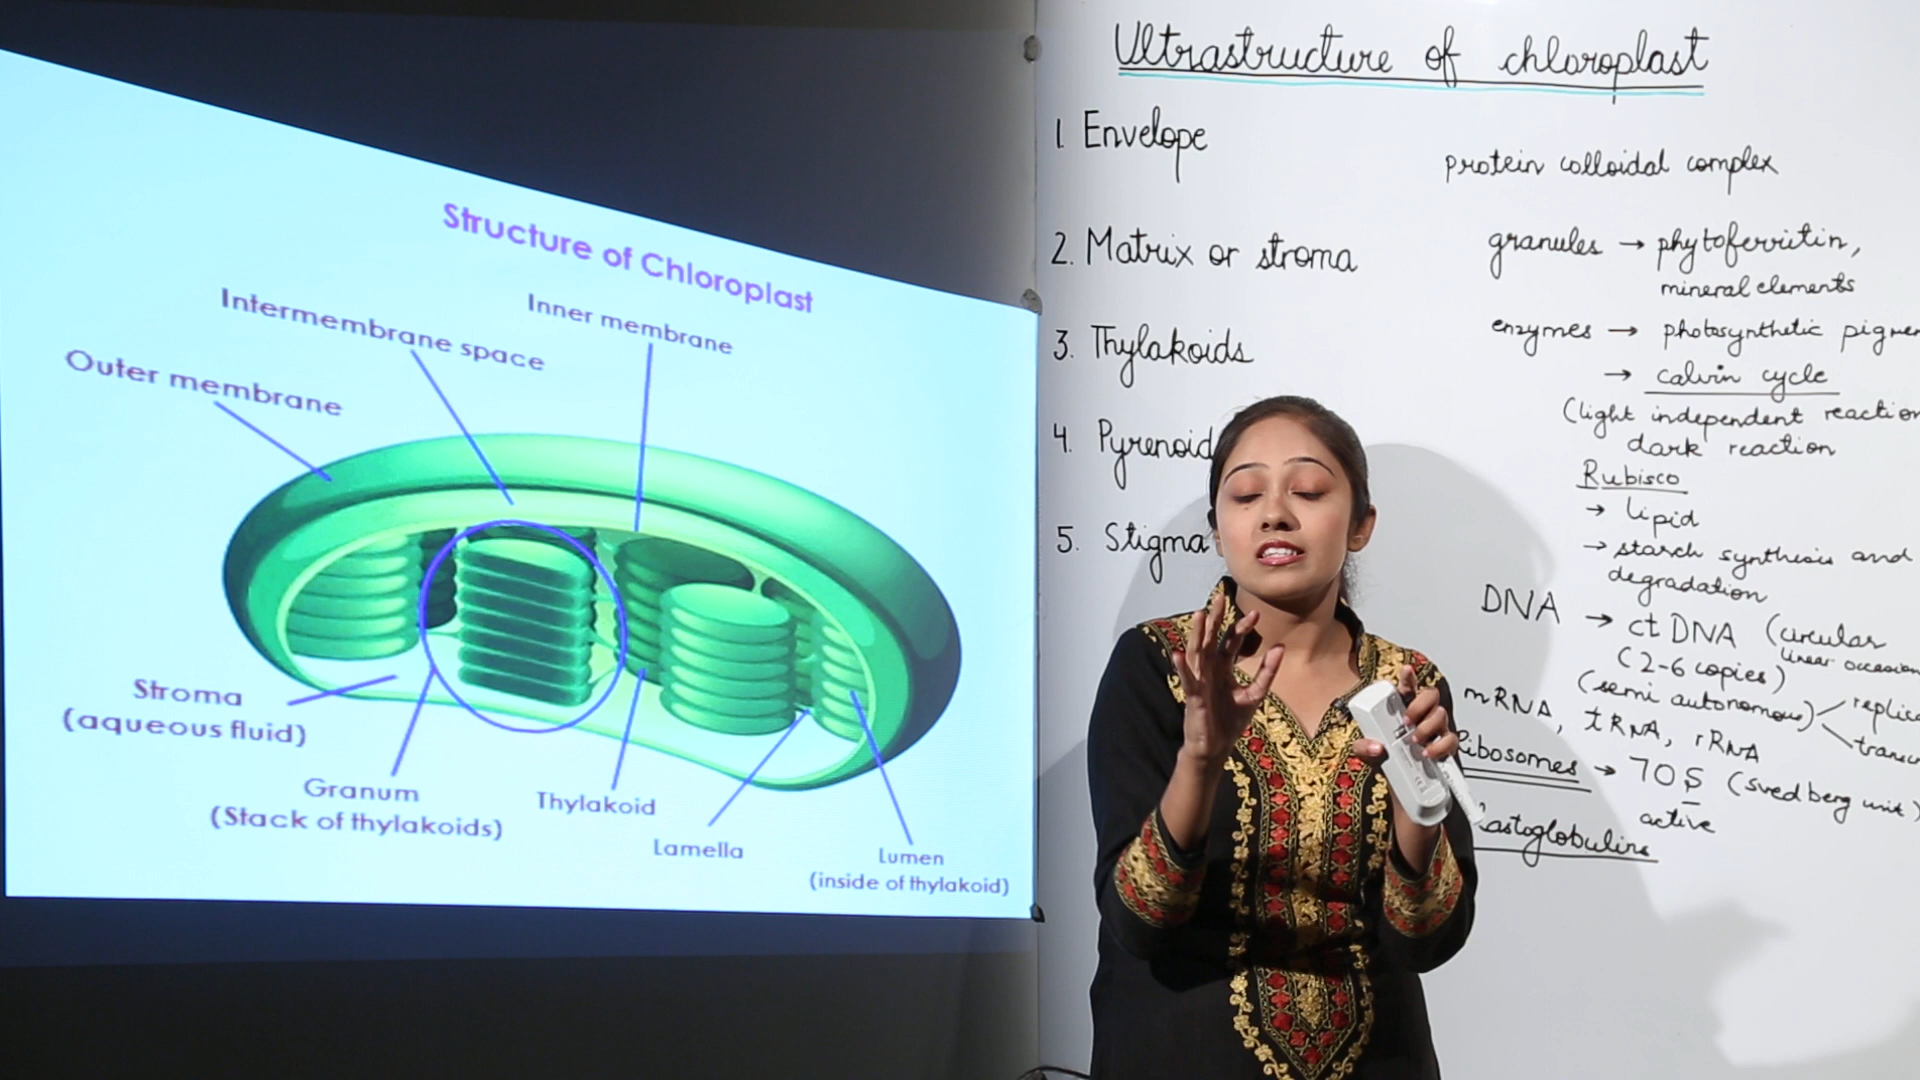 Structure of Chloroplast
Intermembrane space
Inner membrane
Outer membrane
Stroma
(aqueous fluid)
Granum
(Stack of thylakoids)
Thylakoid
Lamella
Lumen
(inside of thylakoid)
Ultrastructure of chloroplast
1. Envelope
2. Matrix or stroma
3. Thylakoids
4. Pyrenoid
5. Stigma
protein colloidal complex
granules → phytoferritin,
mineral elements
enzymes → photosynthetic
→ calvin cycle
(light independent reaction
dark reaction
Rubisco
→ lipid
→ starch synthesis and
degradation
DNA → ct DNA (circular
linear
(2-6 copies)
(semi autonomous)
mRNA, tRNA, rRNA
Ribosomes → 70S (svedberg unit)
active